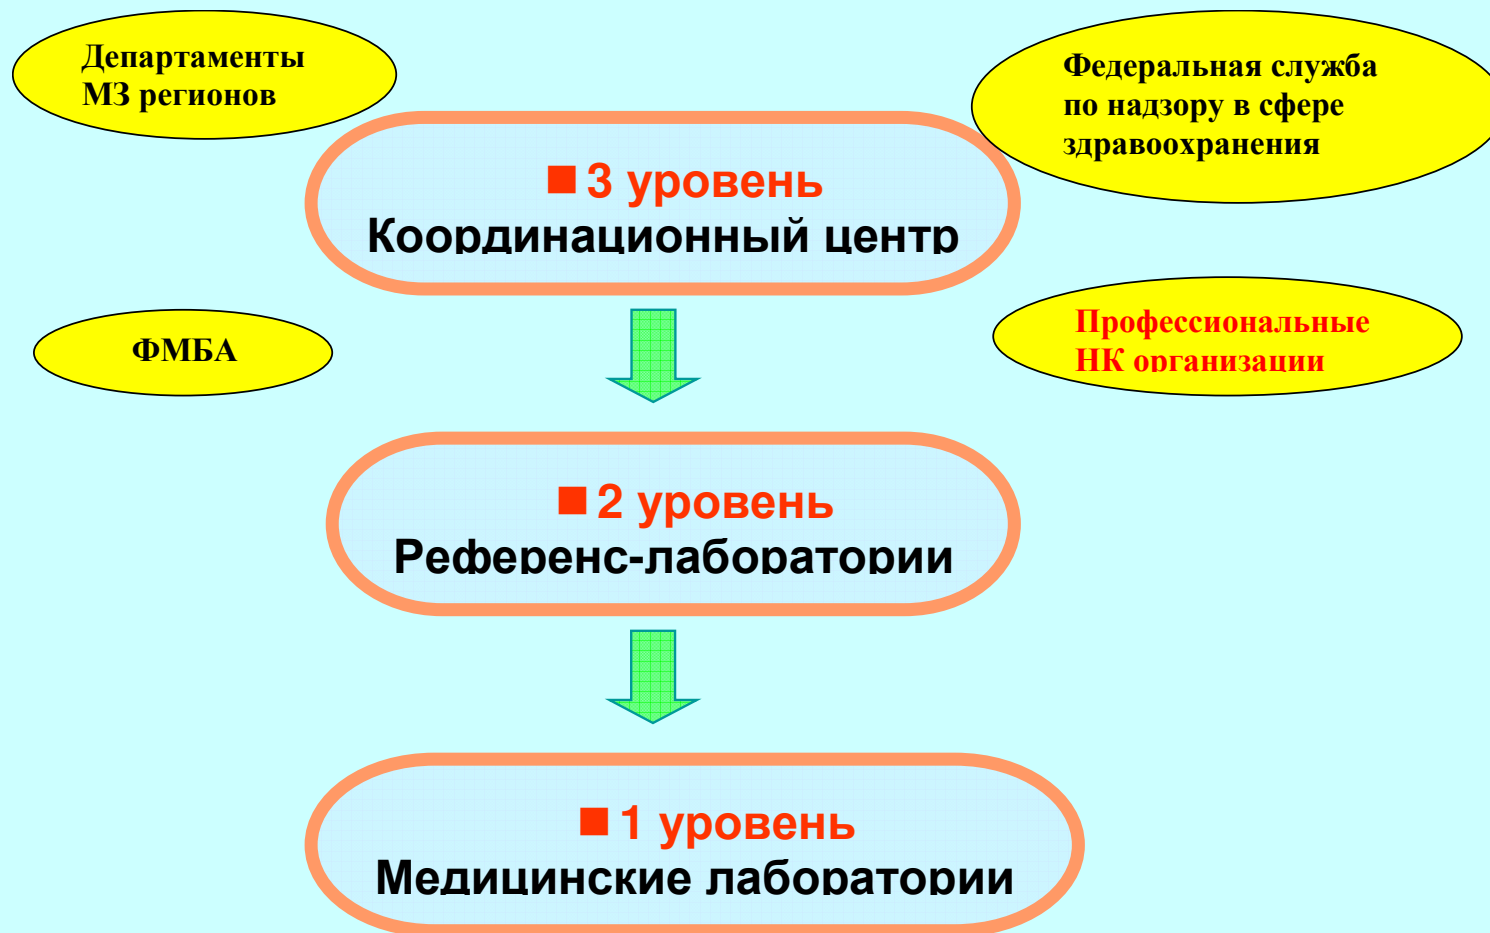 Департаменты
МЗ регионов
Федеральная служба
по надзору в сфере
здравоохранения
3 уровень
Координационный центр
ФМБА
Профессиональные
НК организации
2 уровень
Референс-лаборатории
1 уровень
Медицинские лаборатории